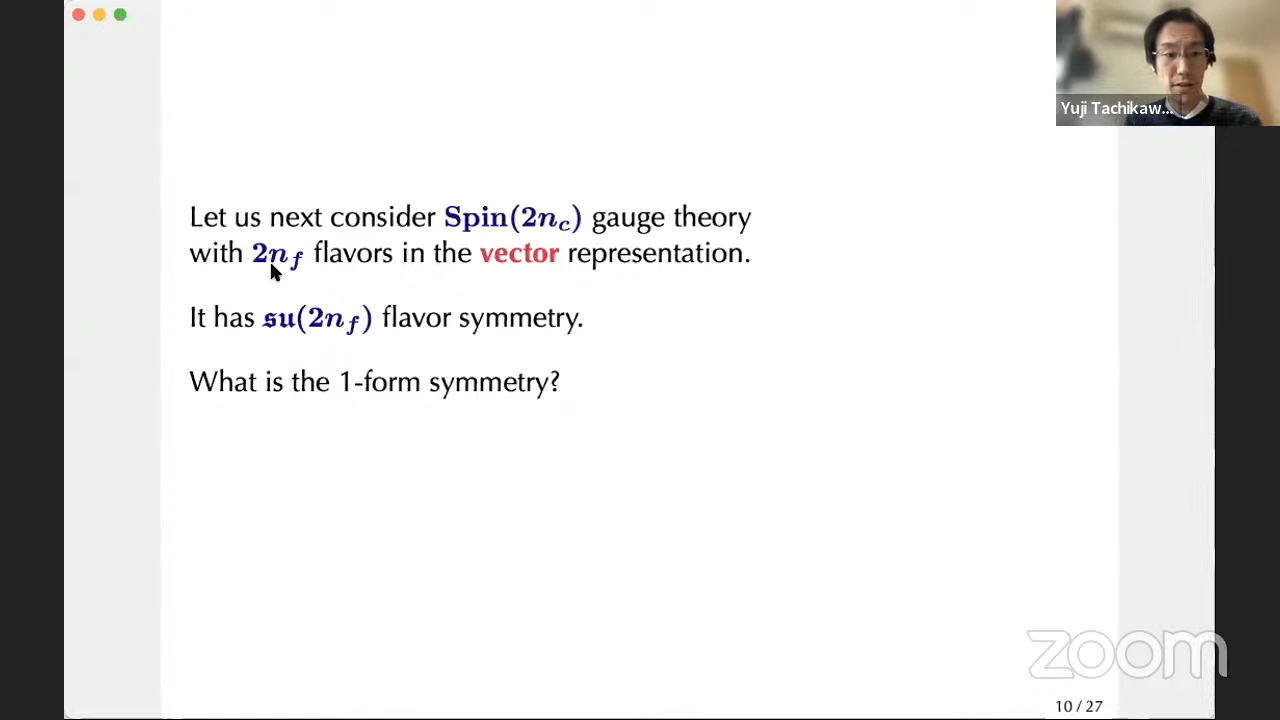 Yuji Tachikaw...
Let us next consider Spin(2n_c) gauge theory
with 2n_f flavors in the vector representation.
It has 𝔰𝔲(2n_f) flavor symmetry.
What is the 1-form symmetry?
zoom
10 / 27